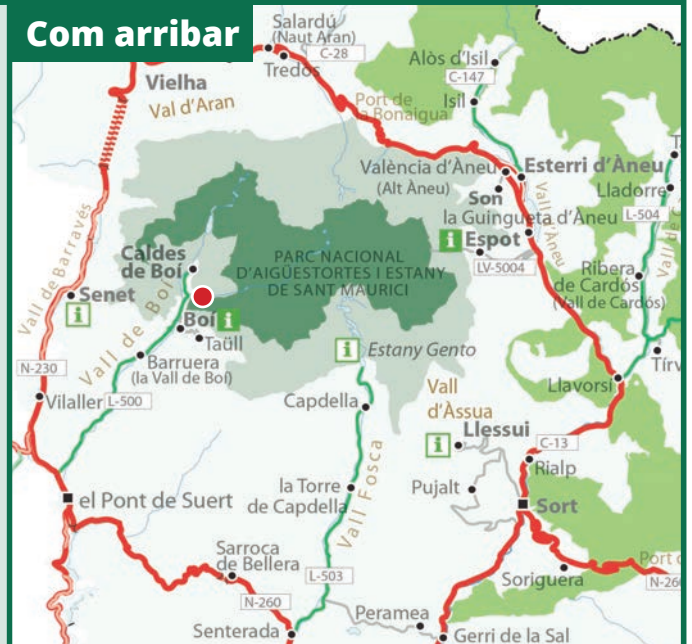 Com arribar
Salardú
(Naut Aran)
C-28
Tredòs
Alòs d'Isil
C-147
Isil
Vielha
Val d'Aran
Port de
la Bonaigua
València d'Àneu
(Alt Àneu)
Esterri d'Àneu
Son
Lladorre
la Guingueta d'Àneu
L-504
Vall d'Àneu
i Espot
LV-5004
Caldes
de Boí
PARC NACIONAL
D'AIGÜESTORTES I ESTANY
DE SANT MAURICI
Ribera
de Cardós
(Vall de Cardós)
Vall de Barravés
Senet
i
Vall de Boí
Boí i
Taüll
Barruera
(la Vall de Boí)
i Estany Gento
N-230
Vilaller
L-500
Capdella
Vall
d'Àssua
Llavorsí
Llessui
i
C-13
Rialp
Pujalt
Sort
el Pont de Suert
la Torre
de Capdella
Vall Fosca
Sarroca
de Bellera
L-503
Soriguera
N-260
Senterada
Peramea
Gerri de la Sal